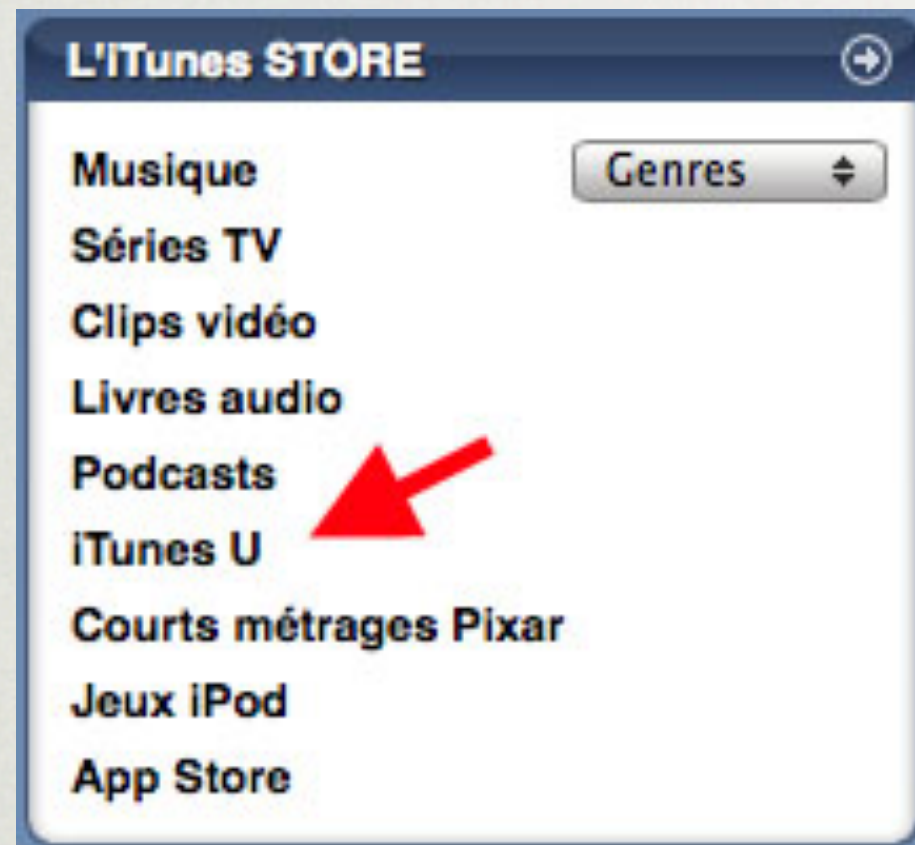 L'iTunes STORE
Musique Genres
Séries TV
Clips vidéo
Livres audio
Podcasts
iTunes U
Courts métrages Pixar
Jeux iPod
App Store